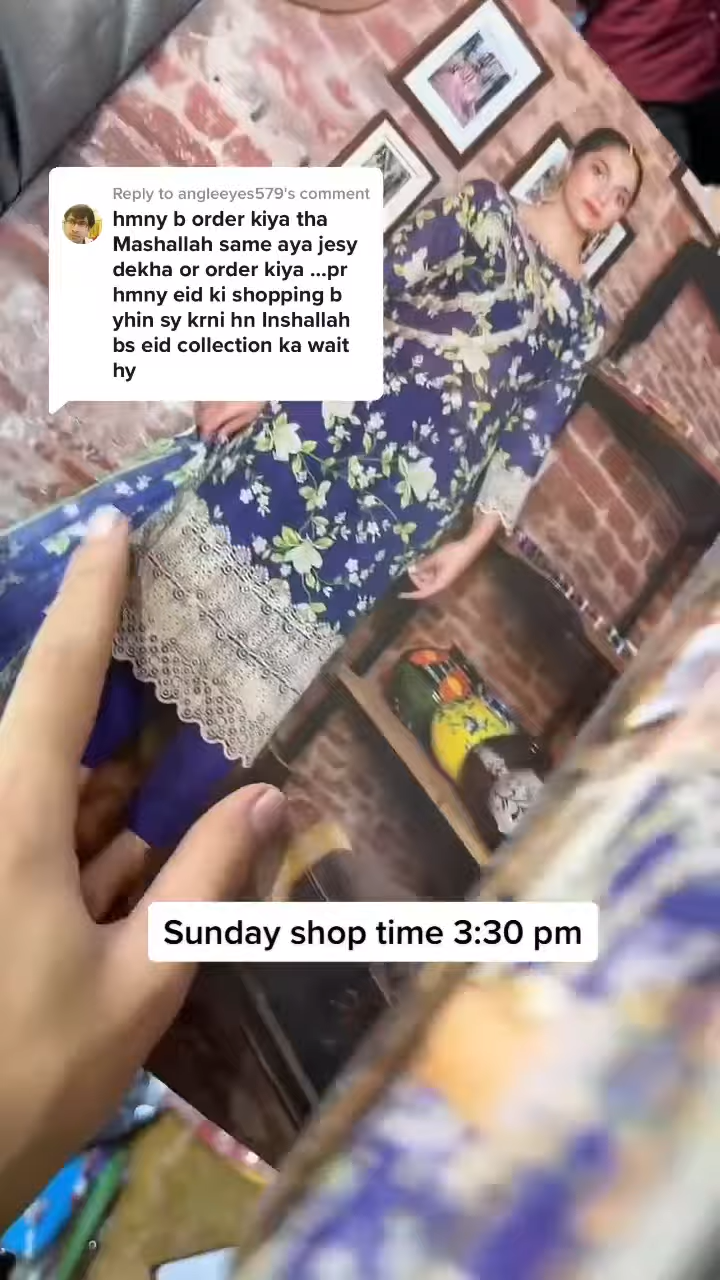 Reply to angleeyes579's comment
hmny b order kiya tha
Mashallah same aya jesy
dekha or order kiya ...pr
hmny eid ki shopping b
yhin sy krni hn Inshallah
bs eid collection ka wait
hy
Sunday shop time 3:30 pm